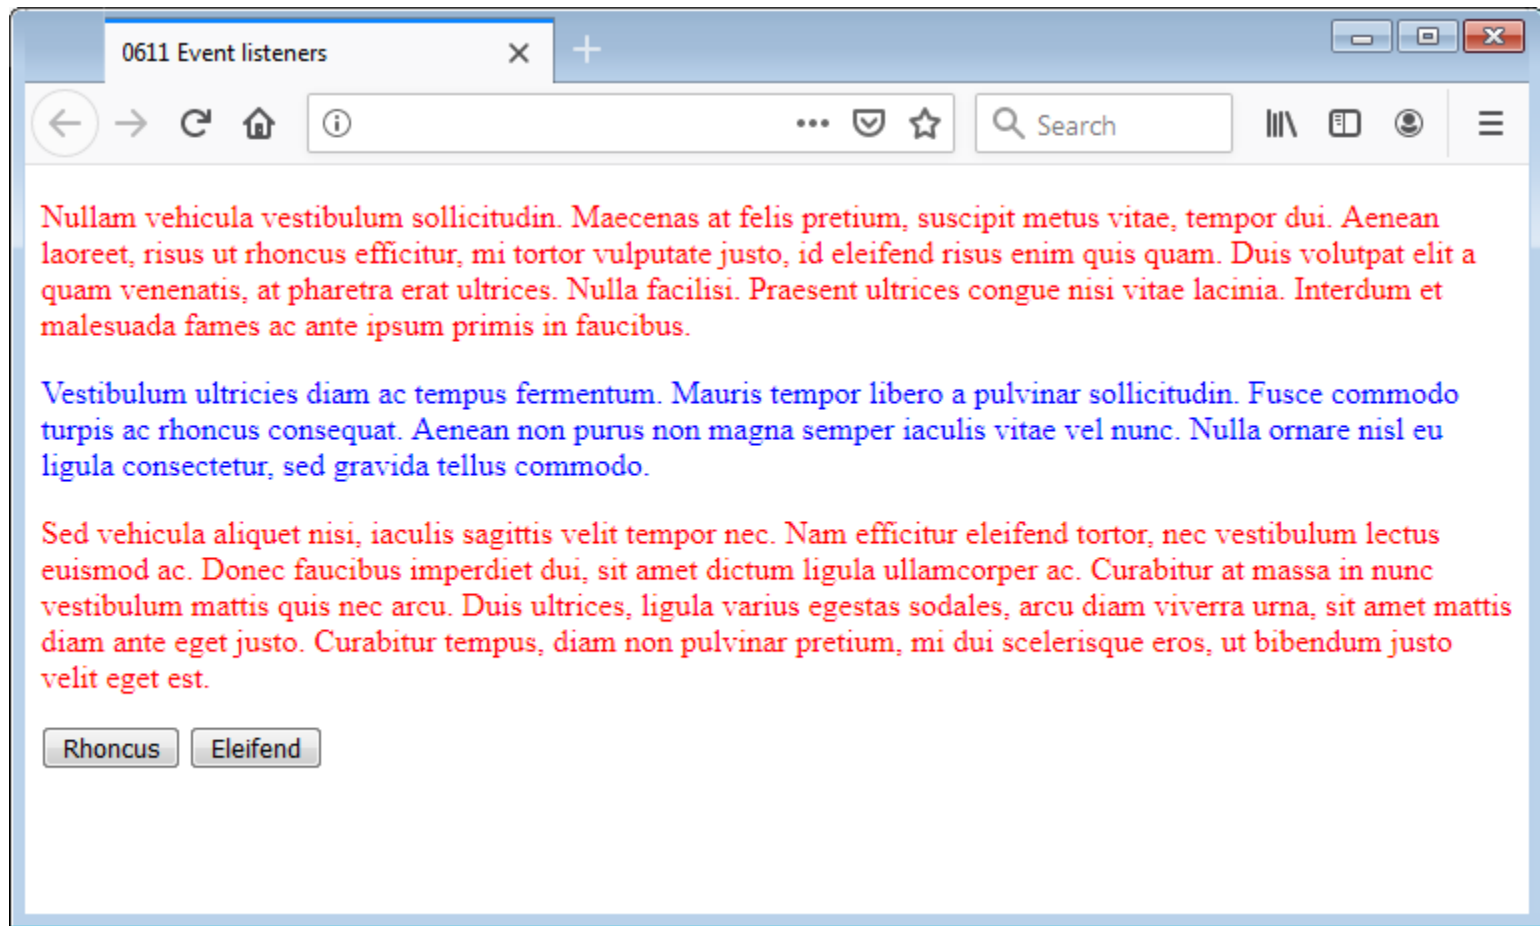 0611 Event listeners
Search
Nullam vehicula vestibulum sollicitudin. Maecenas at felis pretium, suscipit metus vitae, tempor dui. Aenean
laoreet, risus ut rhoncus efficitur, mi tortor vulputate justo, id eleifend risus enim quis quam. Duis volutpat elit a
quam venenatis, at pharetra erat ultrices. Nulla facilisi. Praesent ultrices congue nisi vitae lacinia. Interdum et
malesuada fames ac ante ipsum primis in faucibus.
Vestibulum ultricies diam ac tempus fermentum. Mauris tempor libero a pulvinar sollicitudin. Fusce commodo
turpis ac rhoncus consequat. Aenean non purus non magna semper iaculis vitae vel nunc. Nulla ornare nisl eu
ligula consectetur, sed gravida tellus commodo.
Sed vehicula aliquet nisi, iaculis sagittis velit tempor nec. Nam efficitur eleifend tortor, nec vestibulum lectus
euismod ac. Donec faucibus imperdiet dui, sit amet dictum ligula ullamcorper ac. Curabitur at massa in nunc
vestibulum mattis quis nec arcu. Duis ultrices, ligula varius egestas sodales, arcu diam viverra urna, sit amet mattis
diam ante eget justo. Curabitur tempus, diam non pulvinar pretium, mi dui scelerisque eros, ut bibendum justo
velit eget est.
Rhoncus Eleifend